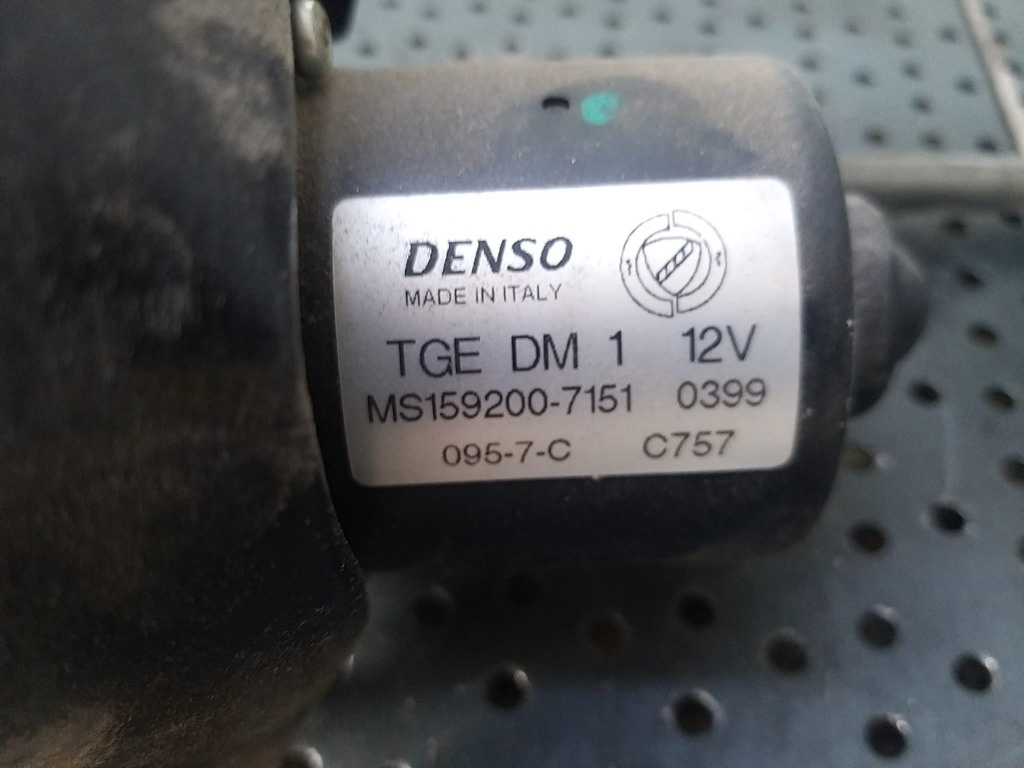 DENSO
MADE IN ITALY
TGE DM 1 12V
MS159200-7151 0399
095-7-C C757